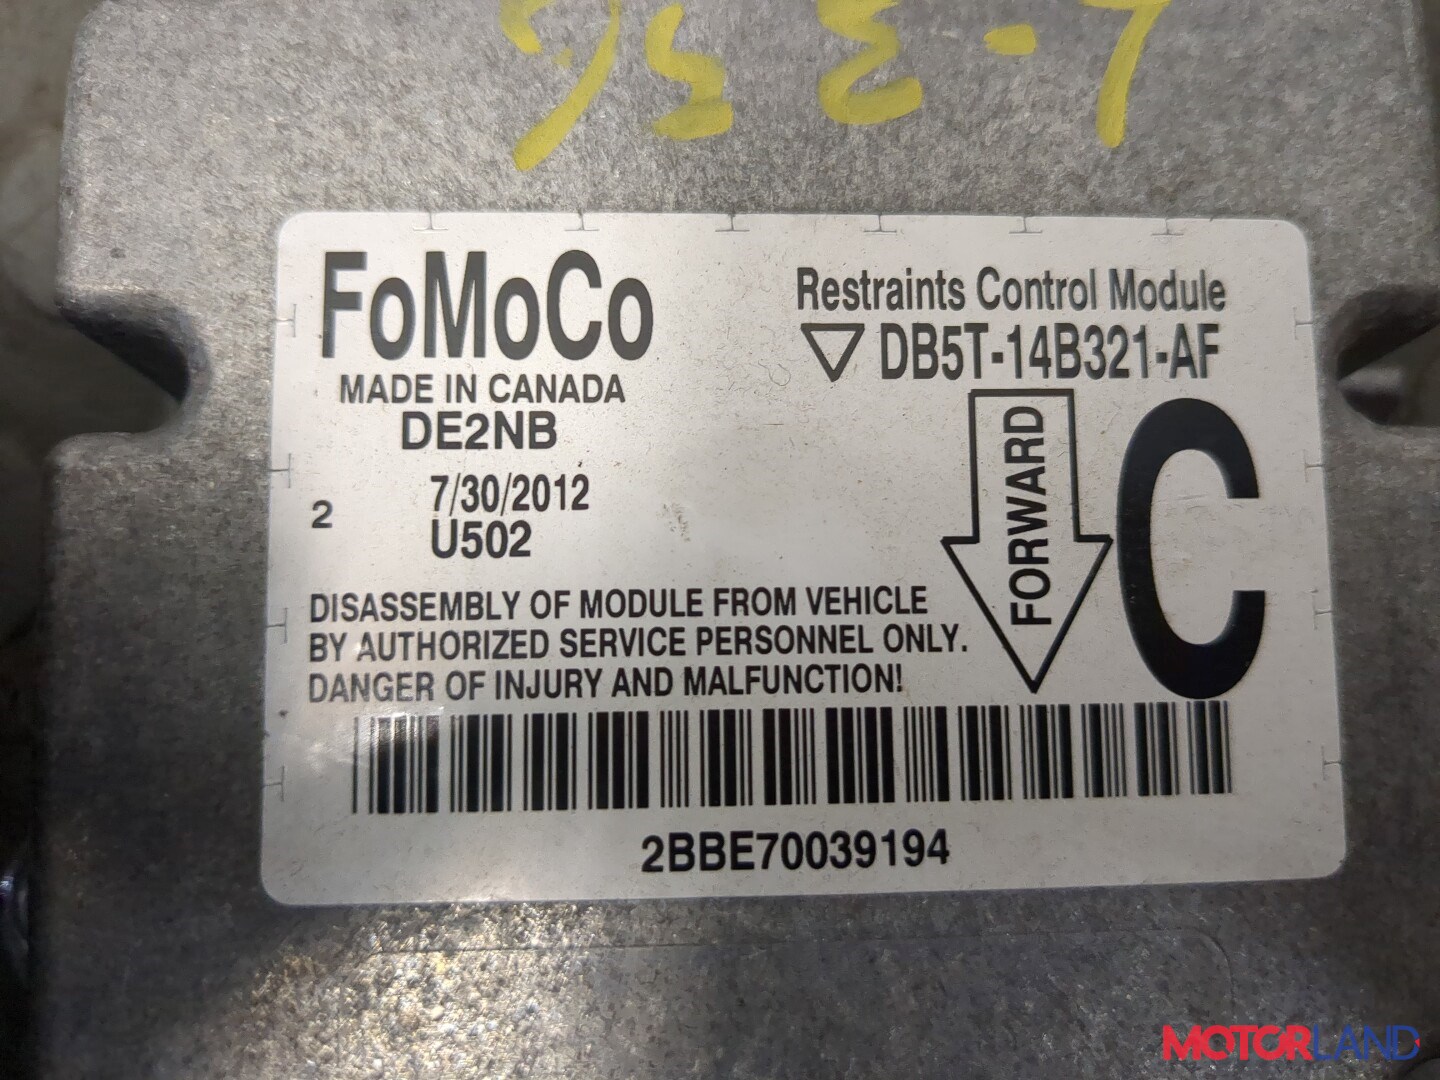 FoMoCo
MADE IN CANADA
DE2NB
7/30/2012
2
U502
Restraints Control Module
DB5T-14B321-AF
FORWARD
C
DISASSEMBLY OF MODULE FROM VEHICLE
BY AUTHORIZED SERVICE PERSONNEL ONLY.
DANGER OF INJURY AND MALFUNCTION!
2BBE70039194
MOTORLAND